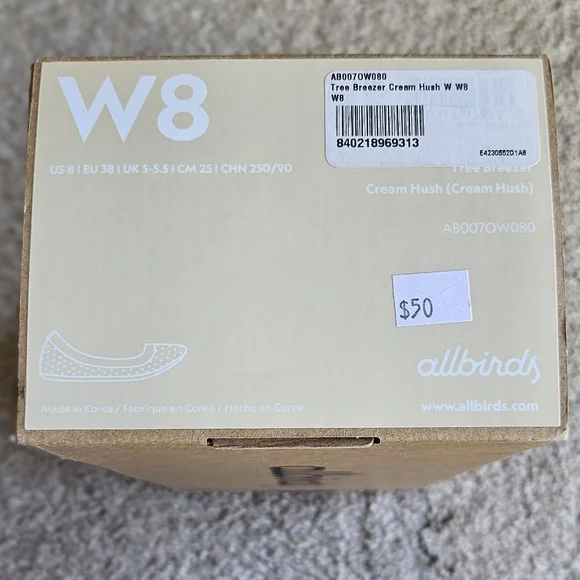 W8
US 8 | EU 38 | UK 5-5.5 | CM 25 | CHN 250/90
AB007OW080
Tree Breezer Cream Hush W W8
W8
840218969313
E4230552D1A6
Tree Breezer
Cream Hush (Cream Hush)
AB007OW080
$50
allbirds
Made in Korea / Fabriqué en Corée / Hecho en Corea
www.allbirds.com